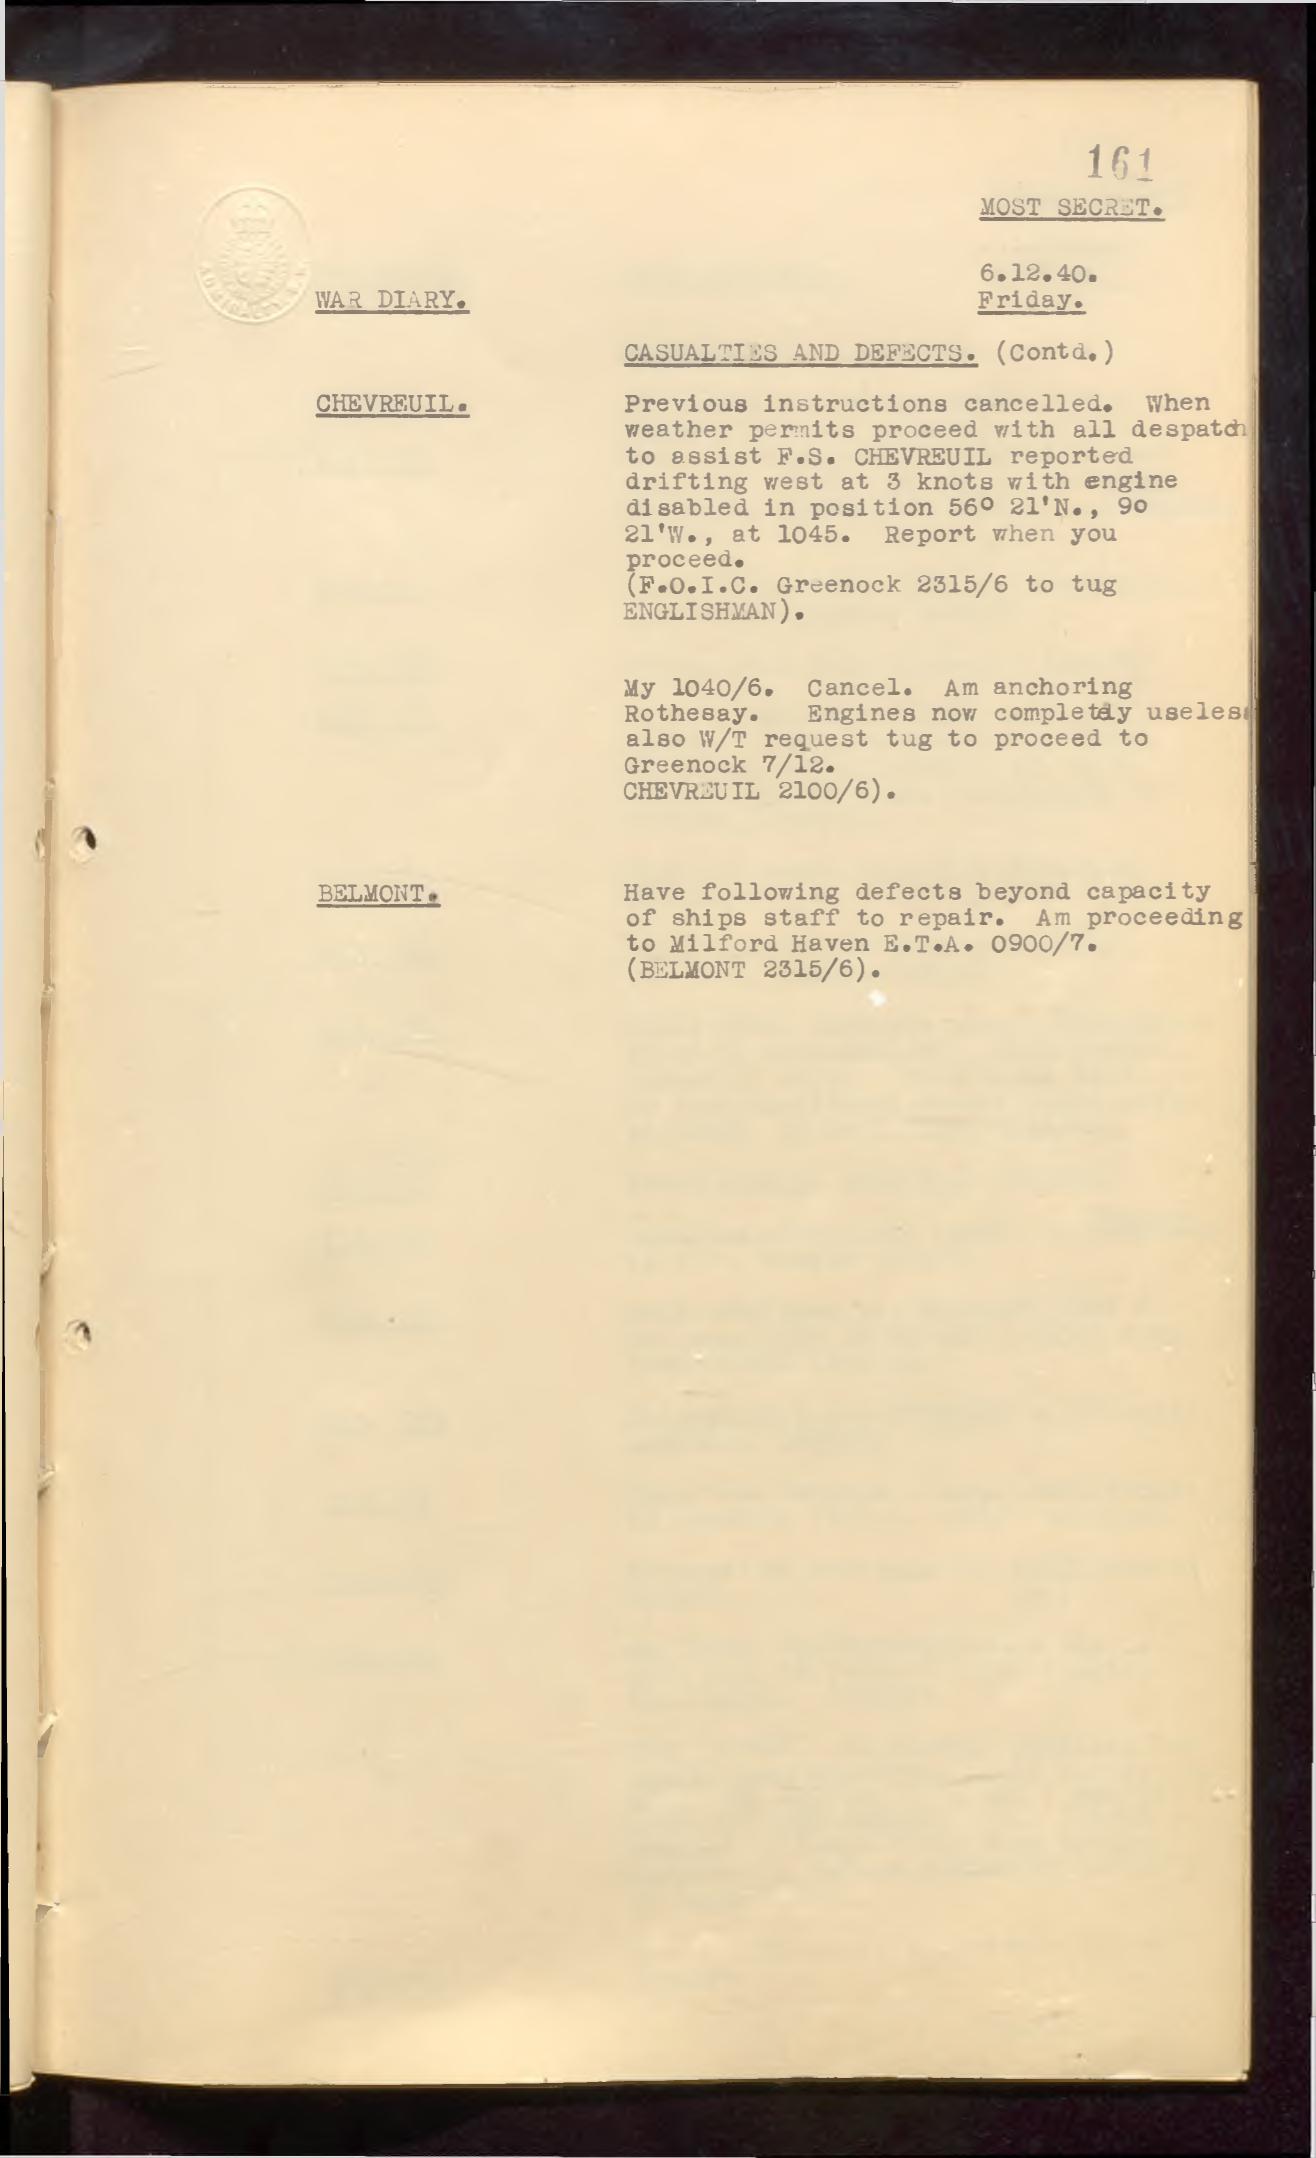 161
MOST SECRET.
6.12.40.
WAR DIARY. Friday.
CASUALTIES AND DEFECTS. (Contd.)
CHEVREUIL. Previous instructions cancelled. When
weather permits proceed with all despatch
to assist F.S. CHEVREUIL reported
drifting west at 3 knots with engine
disabled in position 56º 21'N., 9o
21'W., at 1045. Report when you
proceed.
(F.O.I.C. Greenock 2315/6 to tug
ENGLISHMAN).
My 1040/6. Cancel. Am anchoring
Rothesay. Engines now completely useless
also W/T request tug to proceed to
Greenock 7/12.
CHEVREUIL 2100/6).
BELMONT. Have following defects beyond capacity
of ships staff to repair. Am proceeding
to Milford Haven E.T.A. 0900/7.
(BELMONT 2315/6).